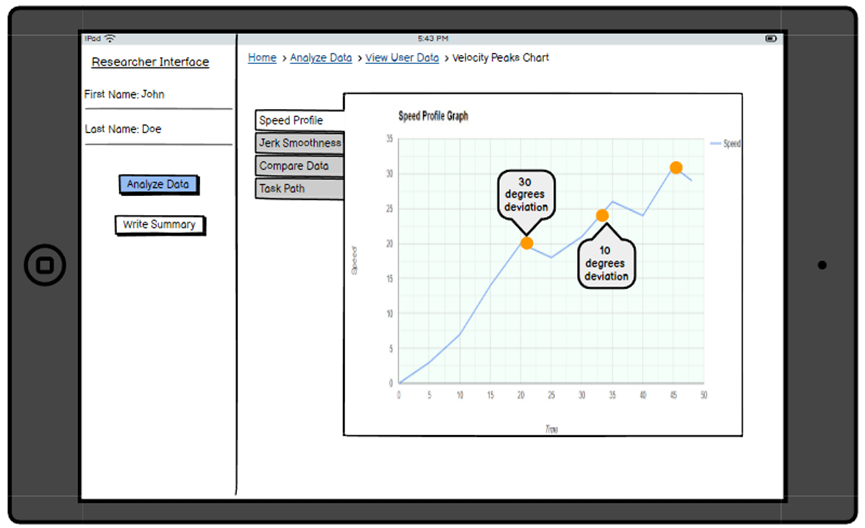 iPad
5:43 PM
Researcher Interface
First Name: John
Last Name: Doe
Analyze Data
Write Summary
Home > Analyze Data > View User Data > Velocity Peaks Chart
Speed Profile
Jerk Smoothness
Compare Data
Task Path
Speed Profile Graph
Speed
35
30
25
20
15
10
5
0
Speed
30
degrees
deviation
10
degrees
deviation
0 5 10 15 20 25 30 35 40 45 50
Time